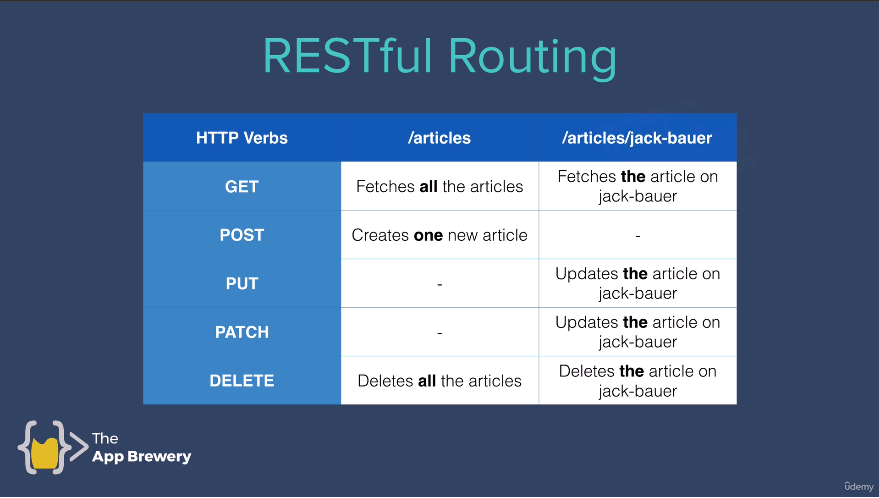 RESTful Routing
HTTP Verbs /articles /articles/jack-bauer
GET Fetches all the articles Fetches the article on
jack-bauer
POST Creates one new article -
PUT - Updates the article on
jack-bauer
PATCH - Updates the article on
jack-bauer
DELETE Deletes all the articles Deletes the article on
jack-bauer
The
App Brewery
udemy